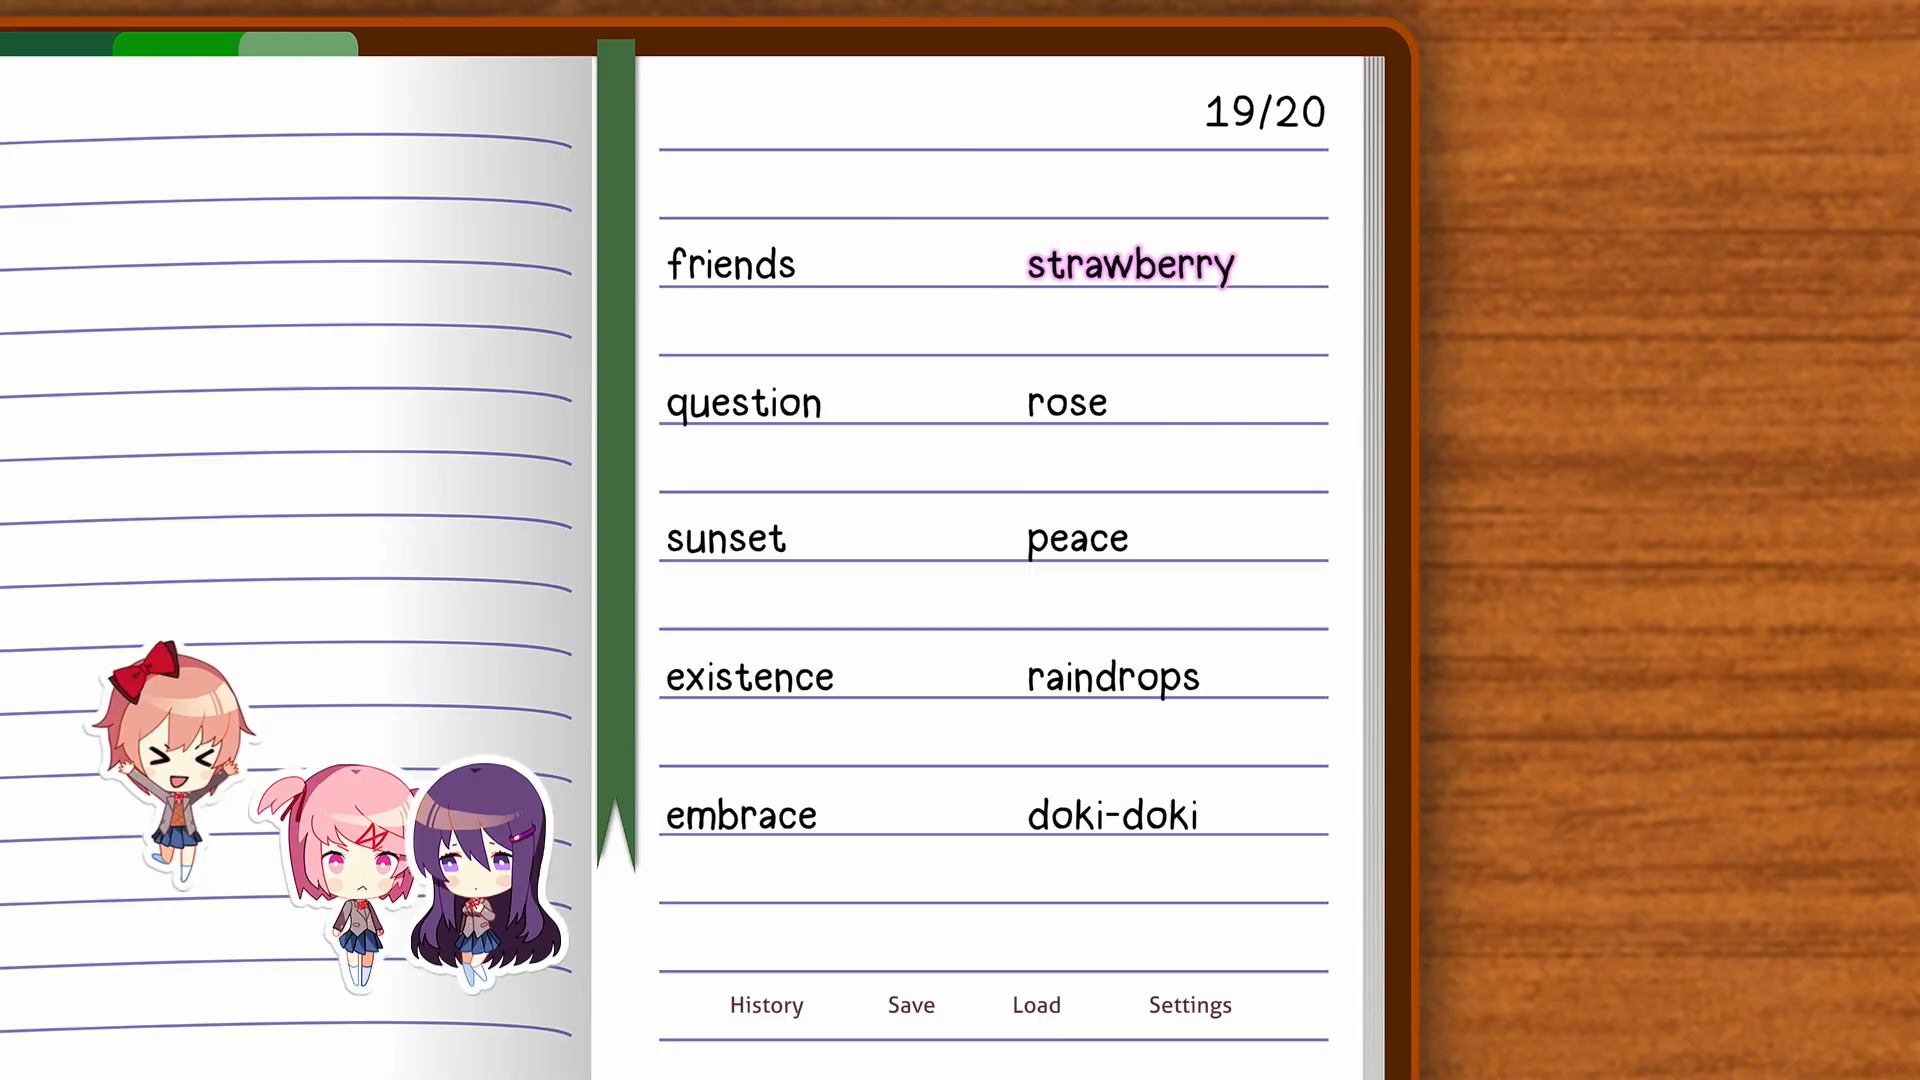 19/20
friends strawberry
question rose
sunset peace
existence raindrops
embrace doki-doki
History Save Load Settings